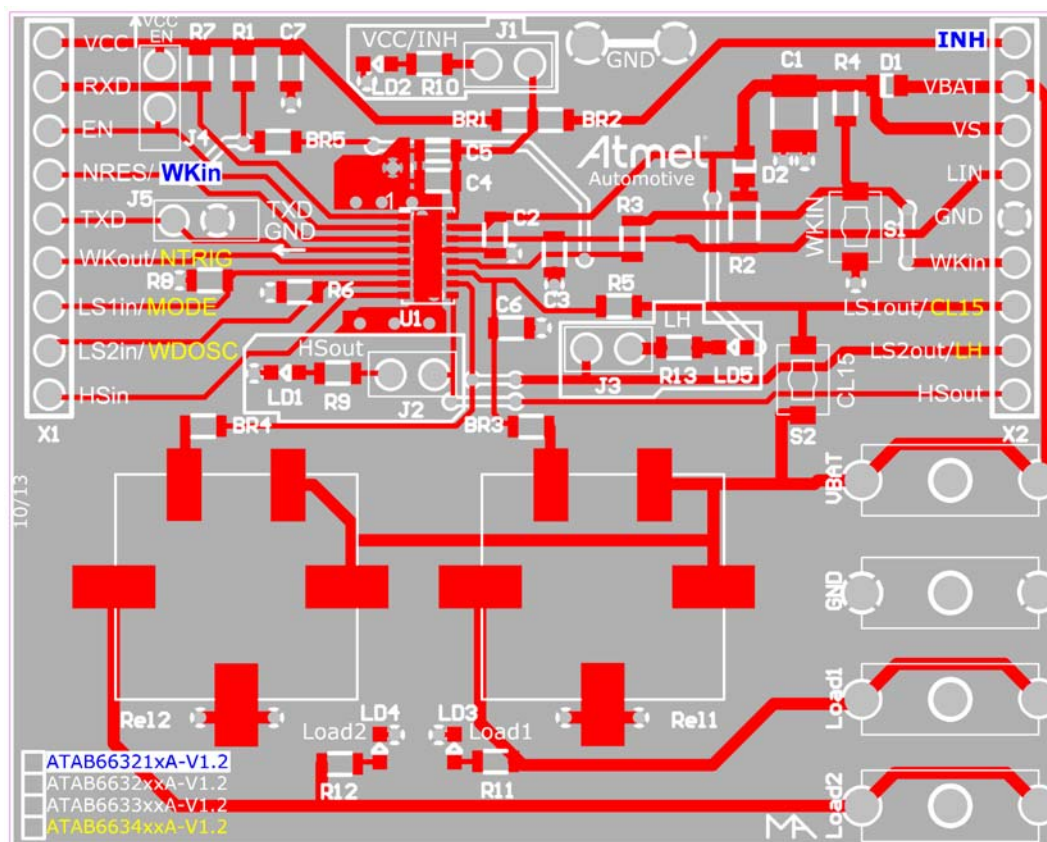 VCC
VCC
EN
R7
R1
C7
VCC/INH
J1
LD2
R10
GND
INH
C1
R4
D1
VBAT
RXD
EN
J4
BR5
BR1
BR2
C5
C4
Atmel
Automotive
D2
VS
LIN
NRES/
WKin
J5
TXD
TXD
GND
1
C2
R3
R2
WKIN
S1
GND
WKout/NTRIG
WKin
R8
R6
C3
R5
LS1in/MODE
U1
C6
LH
LS1out/CL15
LS2in/WDOSC
HSout
LS2out/LH
CL15
HSin
LD1
R9
J2
J3
R13
LD5
HSout
S2
X1
BR4
BR3
X2
VBAT
10/13
GND
Load1
Rel2
Load2
LD4
LD3
Load1
Rel1
R12
R11
Load2
ATAB66321xA-V1.2
ATAB6632xxA-V1.2
ATAB6633xxA-V1.2
ATAB6634xxA-V1.2
MA